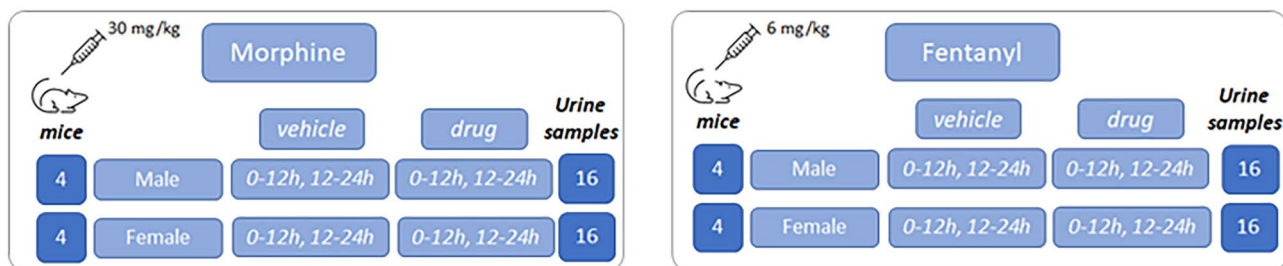 30 mg/kg
Morphine
mice
vehicle
drug
Urine
samples
4 Male 0-12h, 12-24h 0-12h, 12-24h 16
4 Female 0-12h, 12-24h 0-12h, 12-24h 16
6 mg/kg
Fentanyl
mice
vehicle
drug
Urine
samples
4 Male 0-12h, 12-24h 0-12h, 12-24h 16
4 Female 0-12h, 12-24h 0-12h, 12-24h 16